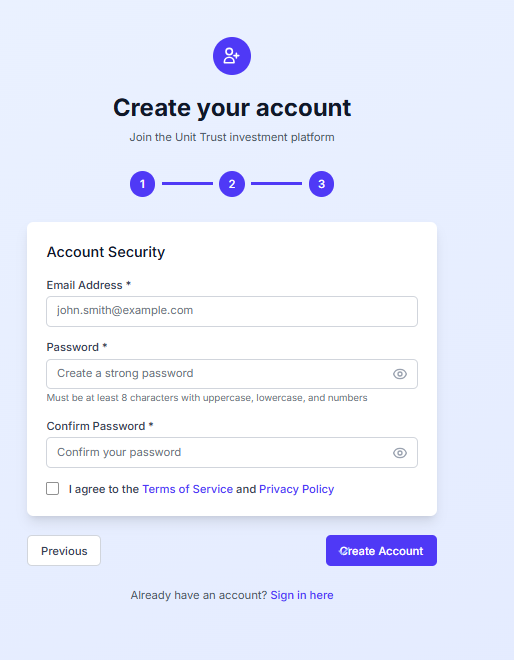 Create your account
Join the Unit Trust investment platform
1 2 3
Account Security
Email Address *
john.smith@example.com
Password *
Create a strong password
Must be at least 8 characters with uppercase, lowercase, and numbers
Confirm Password *
Confirm your password
I agree to the Terms of Service and Privacy Policy
Previous
Create Account
Already have an account? Sign in here